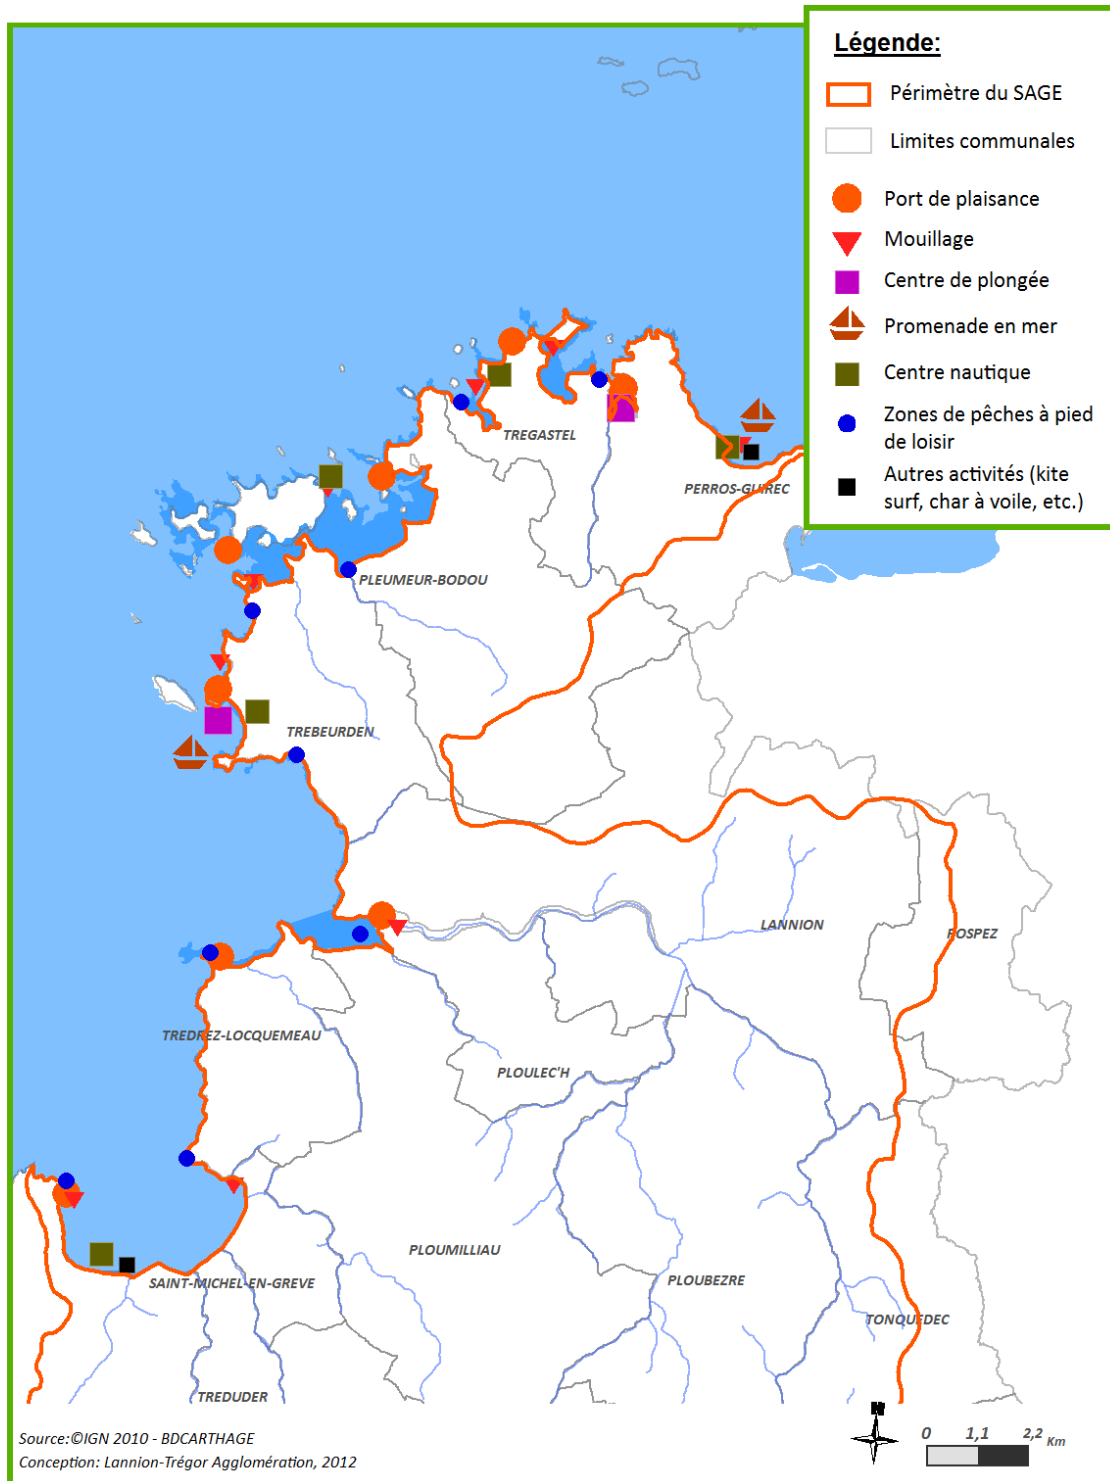 Légende:
Périmètre du SAGE
Limites communales
Port de plaisance
Mouillage
Centre de plongée
Promenade en mer
Centre nautique
Zones de pêches à pied
de loisir
Autres activités (kite
surf, char à voile, etc.)
TREGASTEL
PERROS-GUIREC
PLEUMEUR-BODOU
TREBEURDEN
LANNION
ROSPEZ
TREDREZ-LOCQUEMEAU
PLOULEC'H
PLOUMILLIAU
SAINT-MICHEL-EN-GREVE
PLOUBEZRE
TONQUEDEC
TREDUDER
N
0 1,1 2,2 Km
Source:©IGN 2010 - BDCARTHAGE
Conception: Lannion-Trégor Agglomération, 2012